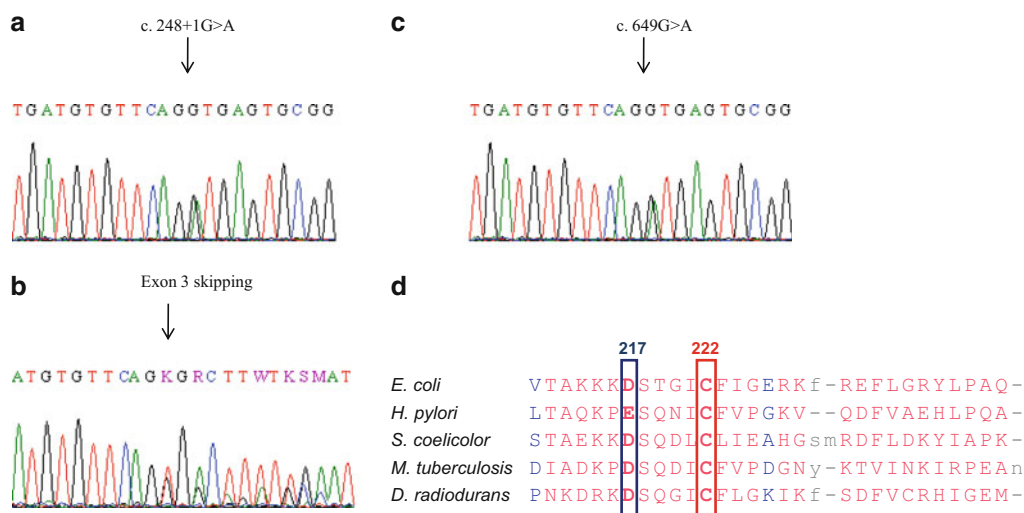 a
c. 248+1G>A
TGATGTGTTCAGGTGAGTGCGG
b
Exon 3 skipping
ATGTGTTCAGKGRCTTWTKSMAT
c
c. 649G>A
TGATGTGTTCAGGTGAGTGCGG
d
217 222
E. coli VTAKKKDSTGICFIGERKf-REFLGRYLPAQ-
H. pylori LTAQKPESQNICFVPGKV--QDFVAEHLPQA-
S. coelicolor STAEKKDSQDLCLIEAHGsmRDFLDKYIAPK-
M. tuberculosis DIADKPDSQDICFVPDGNy-KTVINKIRPEAn
D. radiodurans PNKDRKDSQGICFLGKIKf-SDFVCRHIGEM-